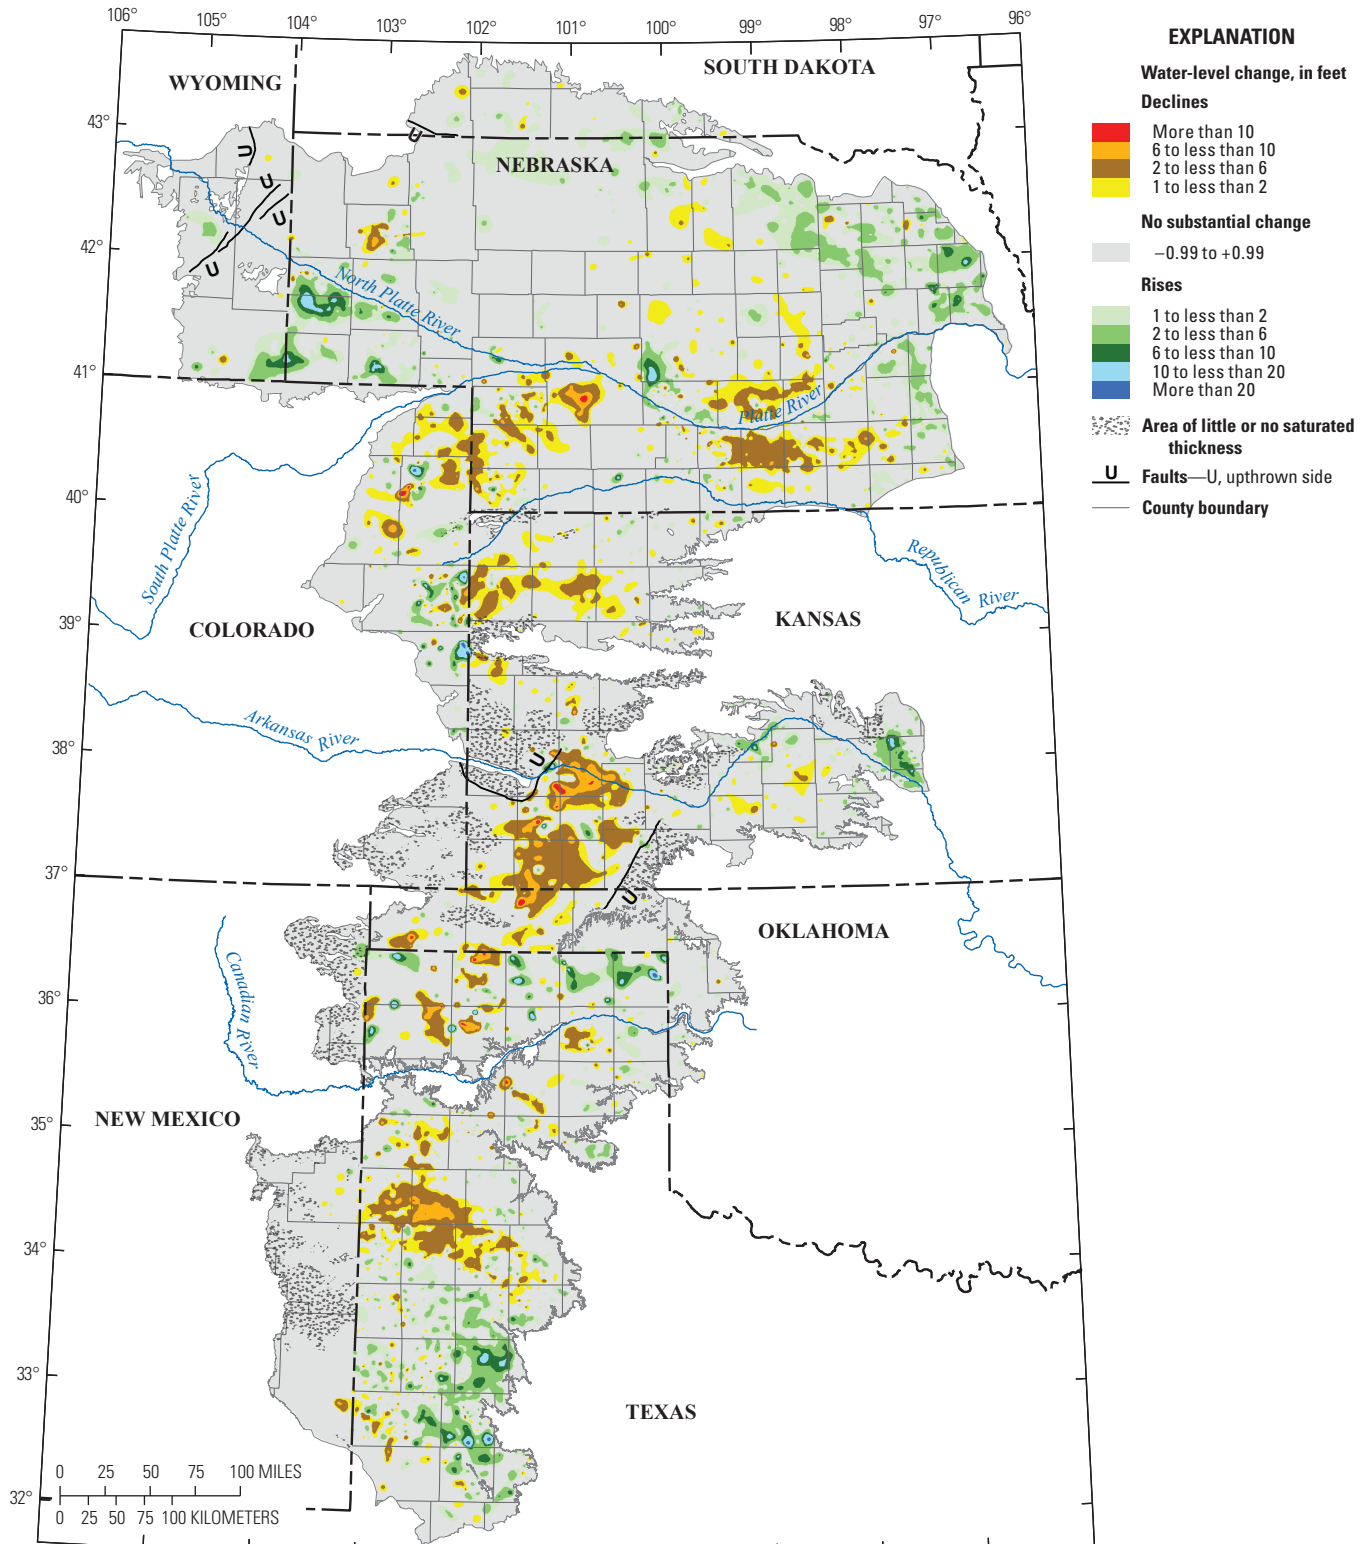 106°
105°
103°
102°
101°
100°
99°
98°
97°
96°
43°
42°
41°
40°
39°
38°
37°
36°
35°
34°
33°
32°
WYOMING
SOUTH DAKOTA
NEBRASKA
U
U
U
U
U
North Platte River
Platte River
South Platte River
Republican
River
COLORADO
KANSAS
Arkansas
River
U
U
OKLAHOMA
Canadian
River
NEW MEXICO
TEXAS
0 25 50 75 100 MILES
0 25 50 75 100 KILOMETERS
EXPLANATION
Water-level change, in feet
Declines
More than 10
6 to less than 10
2 to less than 6
1 to less than 2
No substantial change
−0.99 to +0.99
Rises
1 to less than 2
2 to less than 6
6 to less than 10
10 to less than 20
More than 20
Area of little or no saturated
thickness
U Faults—U, upthrown side
County boundary